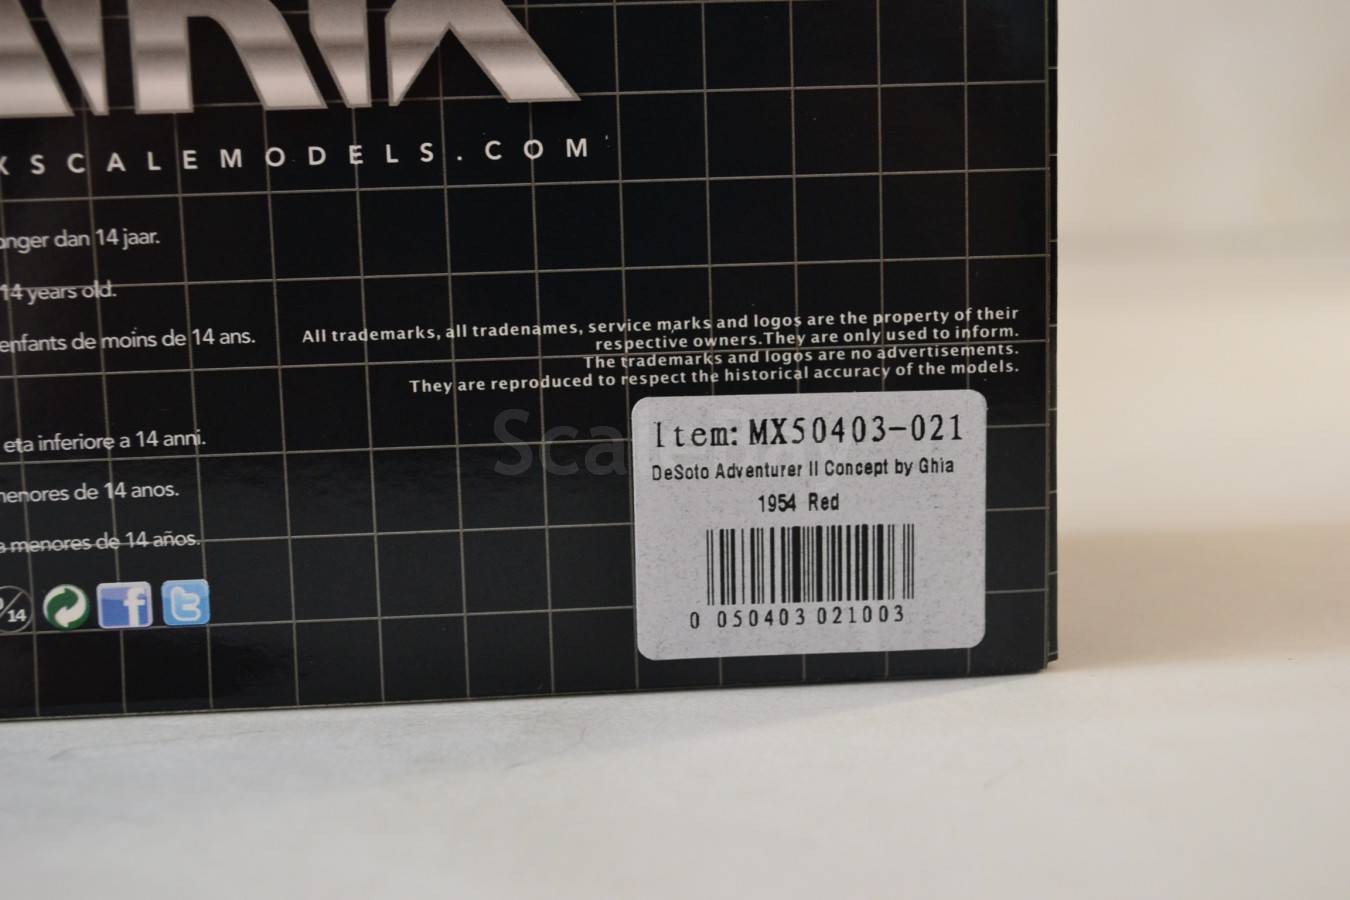 XSCALEMODELS.COM
onger dan 14 jaar.
14 years old.
enfants de moins de 14 ans.
All trademarks, all tradenames, service marks and logos are the property of their
respective owners.They are only used to inform.
The trademarks and logos are no advertisements.
They are reproduced to respect the historical accuracy of the models.
eta inferiore a 14 anni.
menores de 14 anos.
a menores de 14 años.
14
Item: MX50403-021
DeSoto Adventurer II Concept by Ghia
1954 Red
0 050403 021003